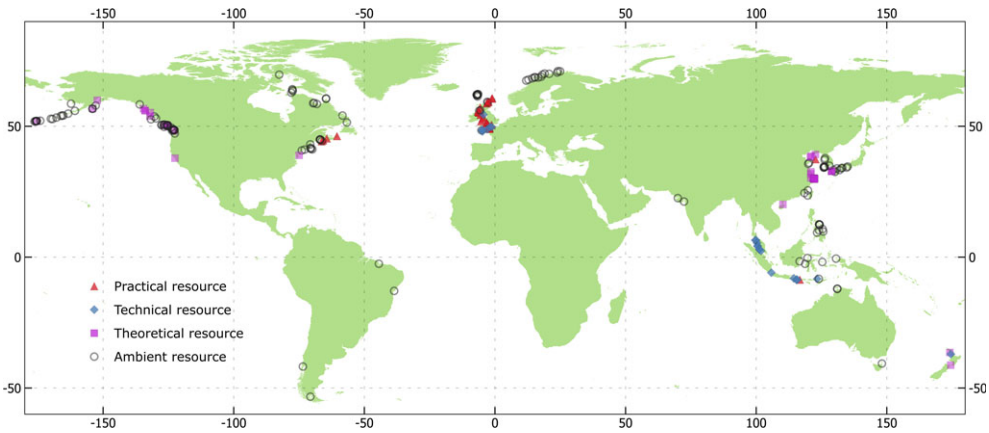 -150 -100 -50 0 50 100 150
50 50
0 0
Practical resource
Technical resource
Theoretical resource
Ambient resource
-50 -50
-150 -100 -50 0 50 100 150